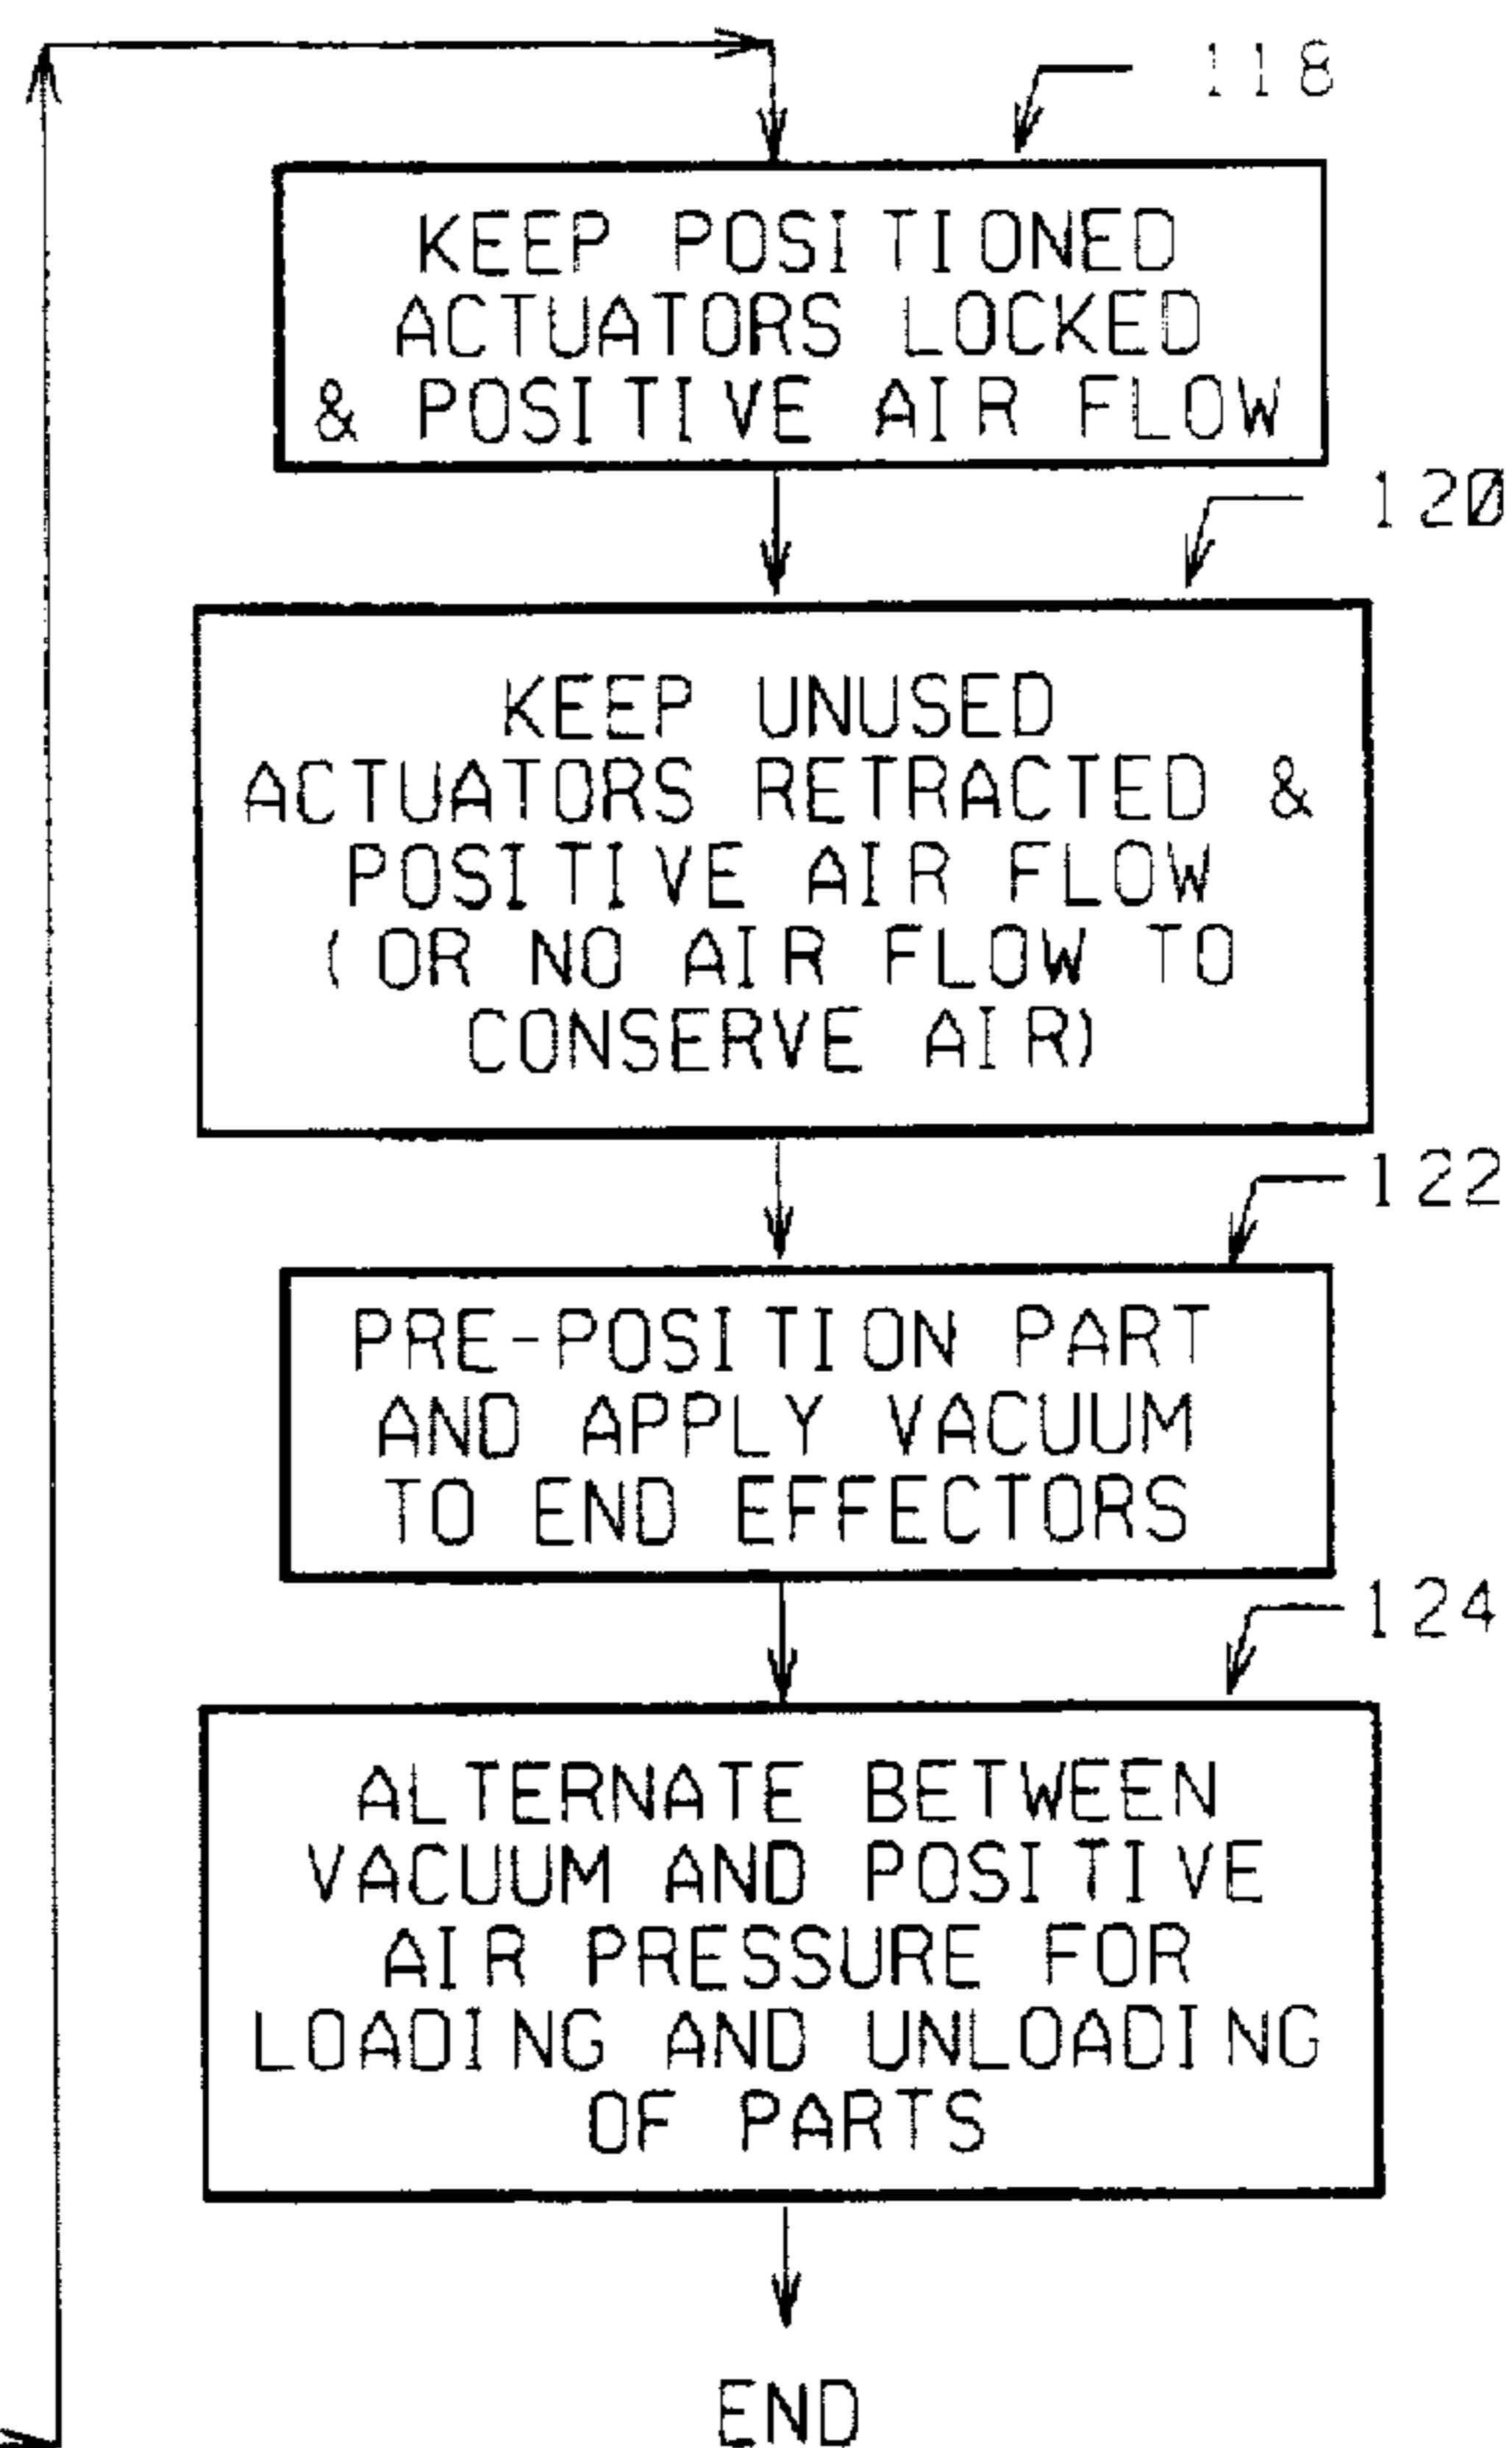 118
KEEP POSITIONED
ACTUATORS LOCKED
& POSITIVE AIR FLOW
120
KEEP UNUSED
ACTUATORS RETRACTED &
POSITIVE AIR FLOW
(OR NO AIR FLOW TO
CONSERVE AIR)
122
PRE-POSITION PART
AND APPLY VACUUM
TO END EFFECTORS
124
ALTERNATE BETWEEN
VACUUM AND POSITIVE
AIR PRESSURE FOR
LOADING AND UNLOADING
OF PARTS
END